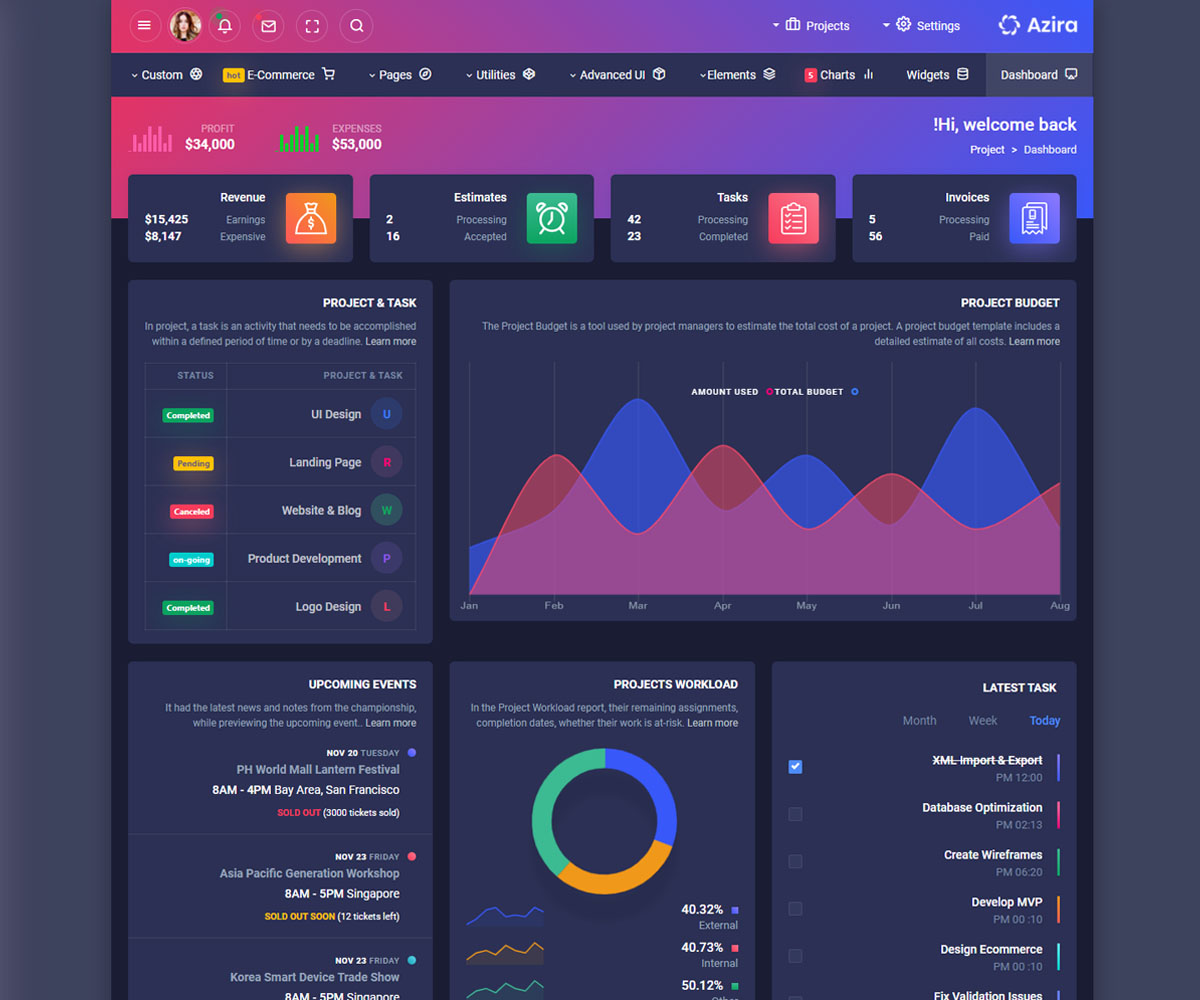 Projects
Settings
Azira
Custom
hot E-Commerce
Pages
Utilities
Advanced UI
Elements
5 Charts
Widgets
Dashboard
PROFIT
$34,000
EXPENSES
$53,000
!Hi, welcome back
Project > Dashboard
Revenue
$15,425 Earnings
$8,147 Expensive
Estimates
2 Processing
16 Accepted
Tasks
42 Processing
23 Completed
Invoices
5 Processing
56 Paid
PROJECT & TASK
In project, a task is an activity that needs to be accomplished
within a defined period of time or by a deadline. Learn more
STATUS PROJECT & TASK
Completed UI Design U
Pending Landing Page R
Canceled Website & Blog W
on-going Product Development P
Completed Logo Design L
PROJECT BUDGET
The Project Budget is a tool used by project managers to estimate the total cost of a project. A project budget template includes a
detailed estimate of all costs. Learn more
AMOUNT USED TOTAL BUDGET
Jan Feb Mar Apr May Jun Jul Aug
UPCOMING EVENTS
It had the latest news and notes from the championship,
while previewing the upcoming event.. Learn more
NOV 20 TUESDAY
PH World Mall Lantern Festival
8AM - 4PM Bay Area, San Francisco
SOLD OUT (3000 tickets sold)
NOV 23 FRIDAY
Asia Pacific Generation Workshop
8AM - 5PM Singapore
SOLD OUT SOON (12 tickets left)
NOV 23 FRIDAY
Korea Smart Device Trade Show
8AM - 5PM Singapore
PROJECTS WORKLOAD
In the Project Workload report, their remaining assignments,
completion dates, whether their work is at-risk. Learn more
40.32%
External
40.73%
Internal
50.12%
LATEST TASK
Month Week Today
XML Import & Export
PM 12:00
Database Optimization
PM 02:13
Create Wireframes
PM 06:20
Develop MVP
PM 00 :10
Design Ecommerce
PM 00 :10
Fix Validation Issues